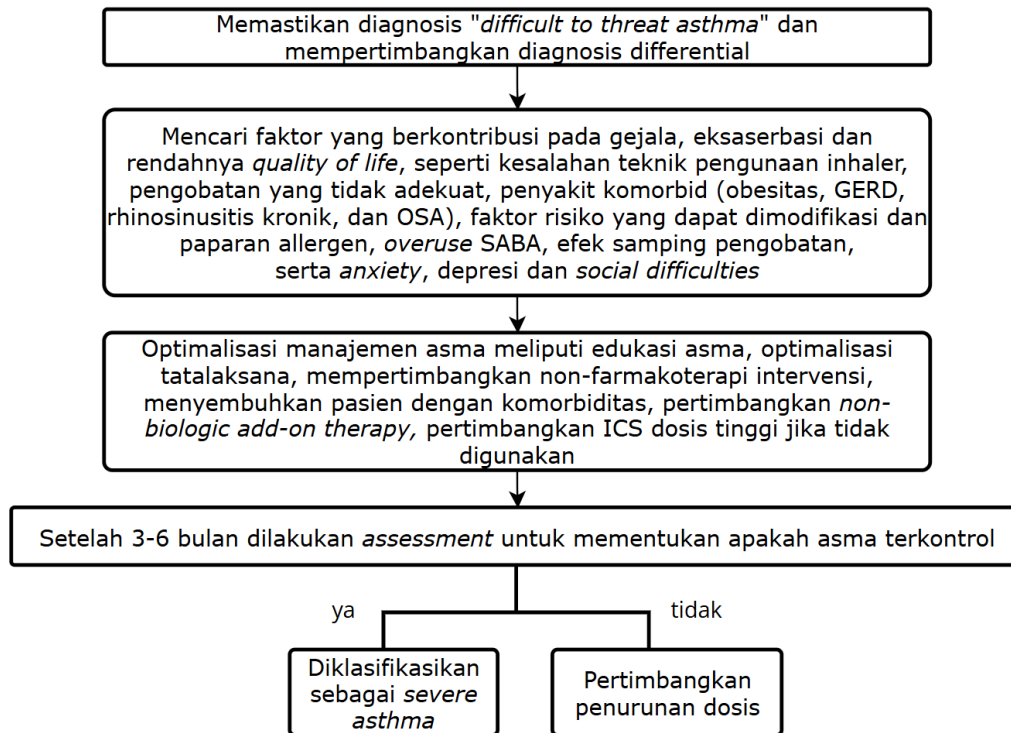 Memastikan diagnosis "difficult to threat asthma" dan
mempertimbangkan diagnosis differential
Mencari faktor yang berkontribusi pada gejala, eksaserbasi dan
rendahnya quality of life, seperti kesalahan teknik pengunaan inhaler,
pengobatan yang tidak adekuat, penyakit komorbid (obesitas, GERD,
rhinosinusitis kronik, dan OSA), faktor risiko yang dapat dimodifikasi dan
paparan allergen, overuse SABA, efek samping pengobatan,
serta anxiety, depresi dan social difficulties
Optimalisasi manajemen asma meliputi edukasi asma, optimalisasi
tatalaksana, mempertimbangkan non-farmakoterapi intervensi,
menyembuhkan pasien dengan komorbiditas, pertimbangkan non-
biologic add-on therapy, pertimbangkan ICS dosis tinggi jika tidak
digunakan
Setelah 3-6 bulan dilakukan assessment untuk mementukan apakah asma terkontrol
ya
tidak
Diklasifikasikan
sebagai severe
asthma
Pertimbangkan
penurunan dosis